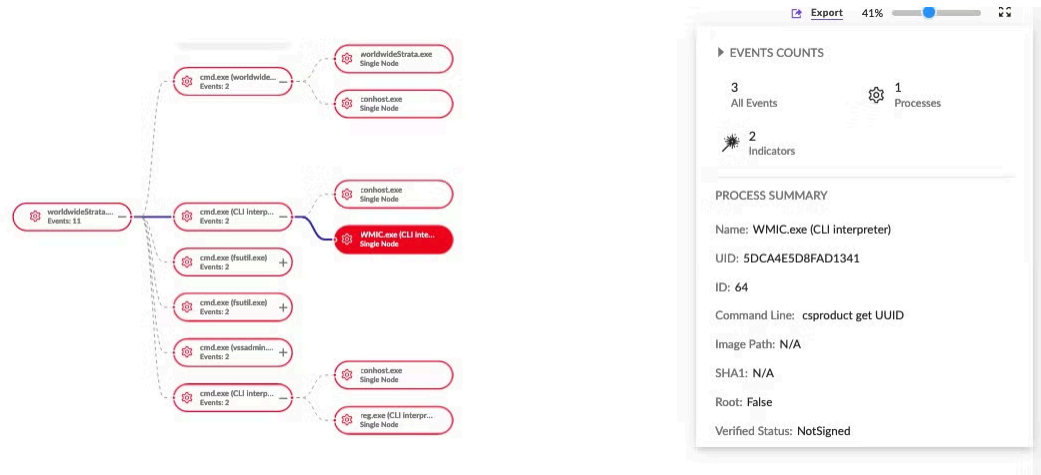 Export 41%
worldwideStrata.exe
Single Node
cmd.exe (worldwide...
Events: 2
conhost.exe
Single Node
conhost.exe
Single Node
worldwideStrata....
Events: 11
cmd.exe (CLI interp...
Events: 2
WMIC.exe (CLI inte...
Single Node
cmd.exe (fsutil.exe)
Events: 2
cmd.exe (fsutil.exe)
Events: 2
cmd.exe (vssadmin....
Events: 2
conhost.exe
Single Node
cmd.exe (CLI interp...
Events: 2
reg.exe (CLI interpr...
Single Node
EVENTS COUNTS
3
All Events
1
Processes
2
Indicators
PROCESS SUMMARY
Name: WMIC.exe (CLI interpreter)
UID: 5DCA4E5D8FAD1341
ID: 64
Command Line: csproduct get UUID
Image Path: N/A
SHA1: N/A
Root: False
Verified Status: NotSigned